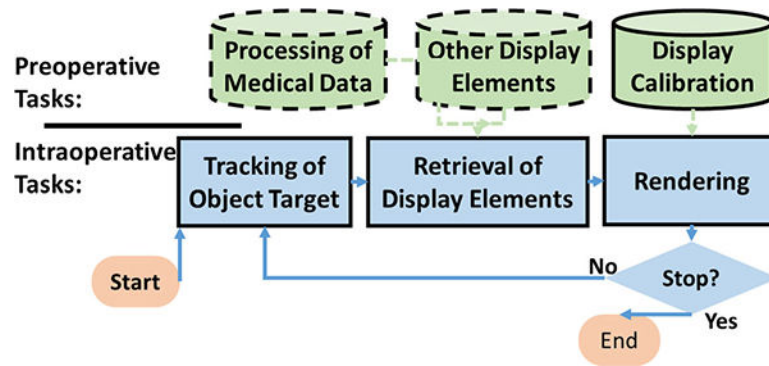 Preoperative
Tasks:
Processing of
Medical Data
Other Display
Elements
Display
Calibration
Intraoperative
Tasks:
Tracking of
Object Target
Retrieval of
Display Elements
Rendering
Start
No
Stop?
Yes
End